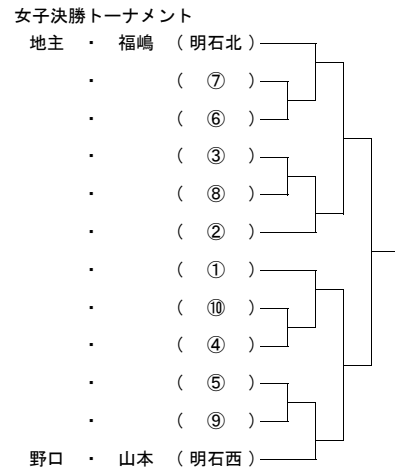 女子決勝トーナメント
地主 ・ 福嶋 ( 明石北 )
・ ( ⑦ )
・ ( ⑥ )
・ ( ③ )
・ ( ⑧ )
・ ( ② )
・ ( ① )
・ ( ⑩ )
・ ( ④ )
・ ( ⑤ )
・ ( ⑨ )
野口 ・ 山本 ( 明石西 )